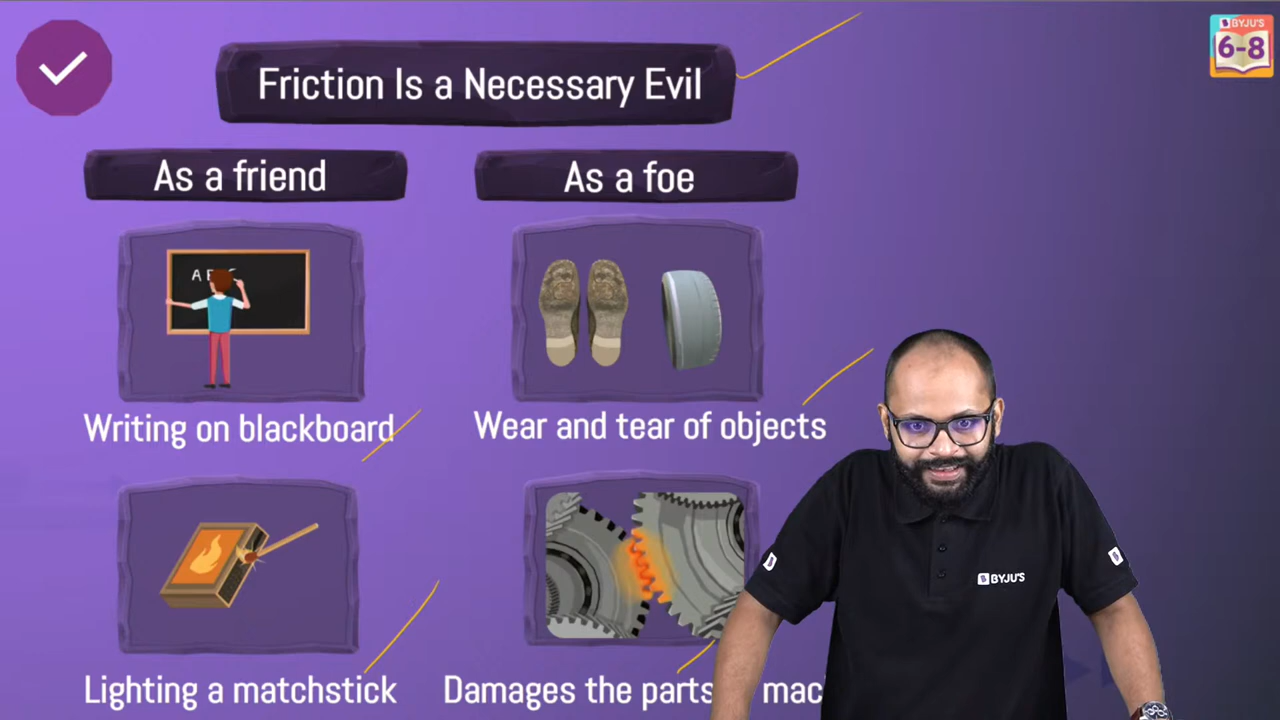 BYJU'S
6-8
Friction Is a Necessary Evil
As a friend
As a foe
A B C
Writing on blackboard
Wear and tear of objects
BYJU'S
Lighting a matchstick
Damages the parts